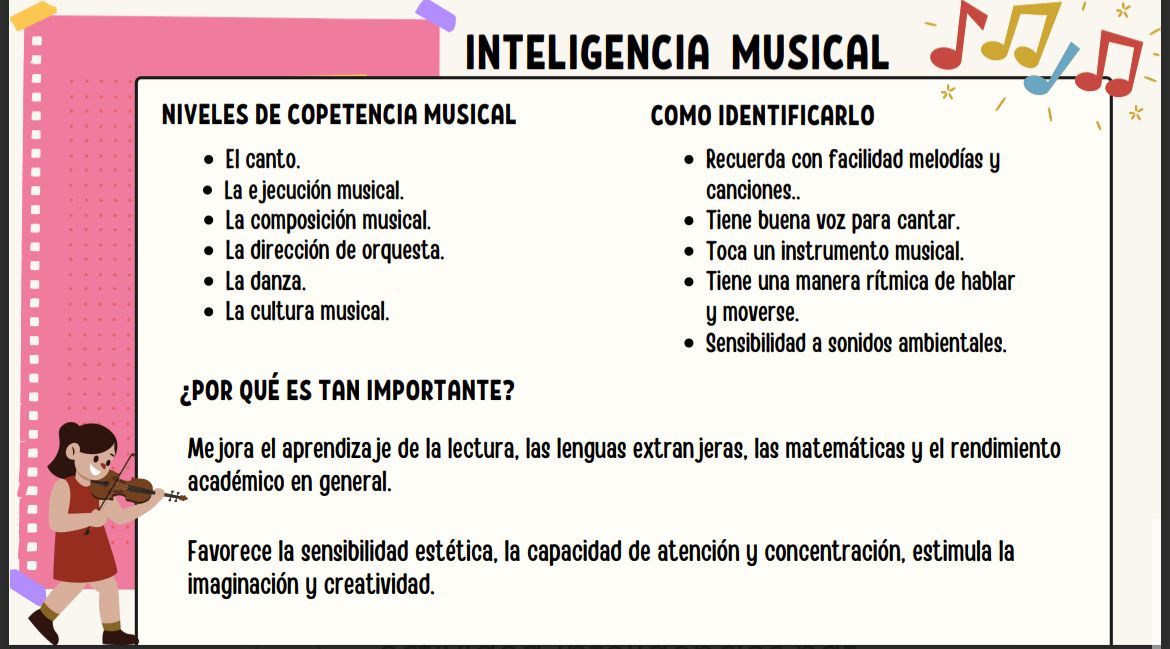 INTELIGENCIA MUSICAL
NIVELES DE COPETENCIA MUSICAL
El canto.
La ejecución musical.
La composición musical.
La dirección de orquesta.
La danza.
La cultura musical.
COMO IDENTIFICARLO
Recuerda con facilidad melodías y
canciones..
Tiene buena voz para cantar.
Toca un instrumento musical.
Tiene una manera rítmica de hablar
y moverse.
Sensibilidad a sonidos ambientales.
¿POR QUÉ ES TAN IMPORTANTE?
Mejora el aprendizaje de la lectura, las lenguas extranjeras, las matemáticas y el rendimiento
académico en general.
Favorece la sensibilidad estética, la capacidad de atención y concentración, estimula la
imaginación y creatividad.